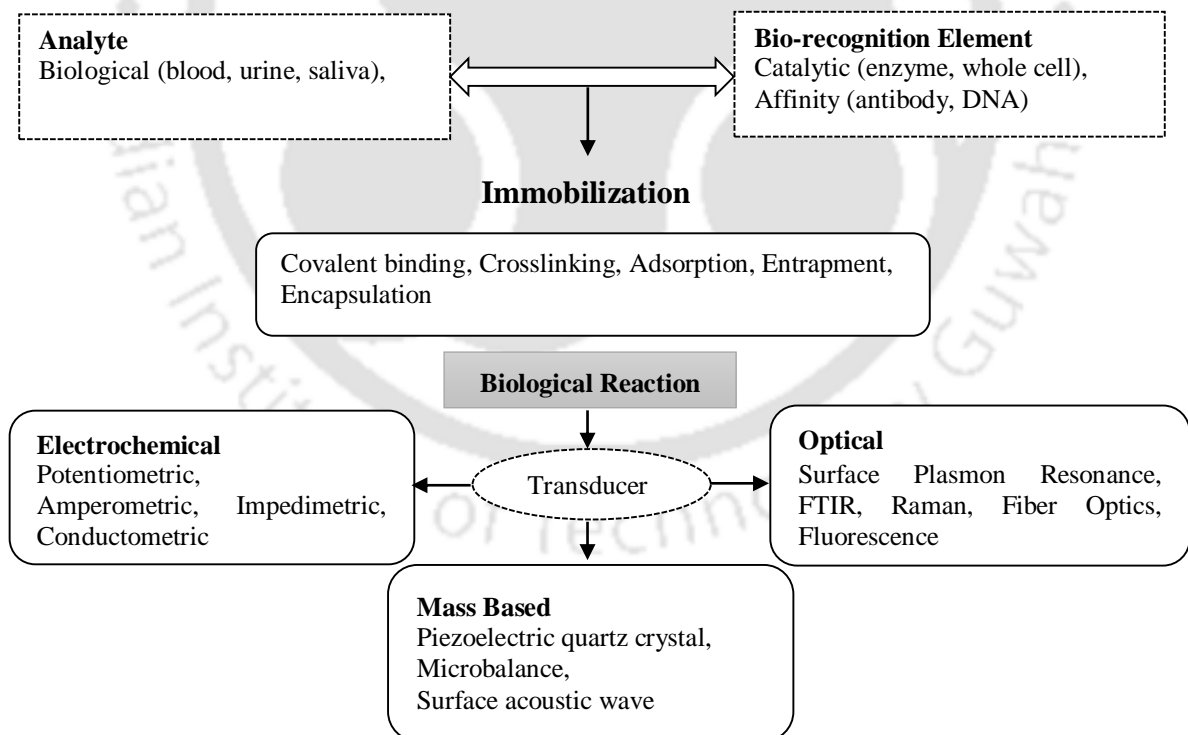 Analyte
Biological (blood, urine, saliva),
Bio-recognition Element
Catalytic (enzyme, whole cell),
Affinity (antibody, DNA)
Immobilization
Covalent binding, Crosslinking, Adsorption, Entrapment,
Encapsulation
Biological Reaction
Electrochemical
Potentiometric,
Amperometric, Impedimetric,
Conductometric
Transducer
Optical
Surface Plasmon Resonance,
FTIR, Raman, Fiber Optics,
Fluorescence
Mass Based
Piezoelectric quartz crystal,
Microbalance,
Surface acoustic wave